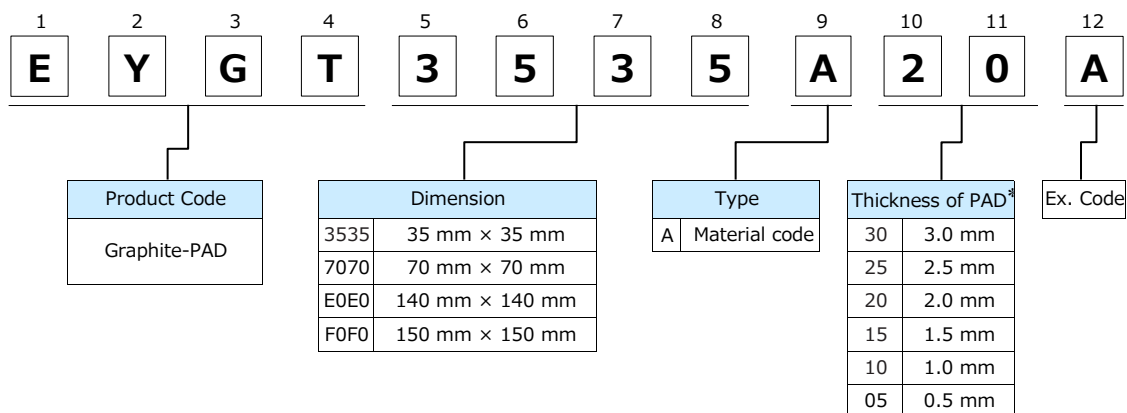 1 2 3 4 5 6 7 8 9 10 11 12
E Y G T 3 5 3 5 A 2 0 A
Product Code
Graphite-PAD
Dimension
3535 35 mm × 35 mm
7070 70 mm × 70 mm
E0E0 140 mm × 140 mm
F0F0 150 mm × 150 mm
Type
A Material code
Thickness of PAD*
30 3.0 mm
25 2.5 mm
20 2.0 mm
15 1.5 mm
10 1.0 mm
05 0.5 mm
Ex. Code